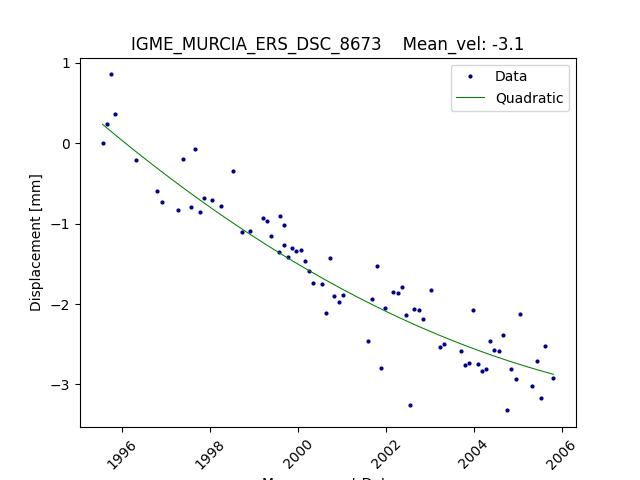 IGME_MURCIA_ERS_DSC_8673 Mean_vel: -3.1
Data
Quadratic
Displacement [mm]
1
0
−1
−2
−3
1996
1998
2000
2002
2004
2006